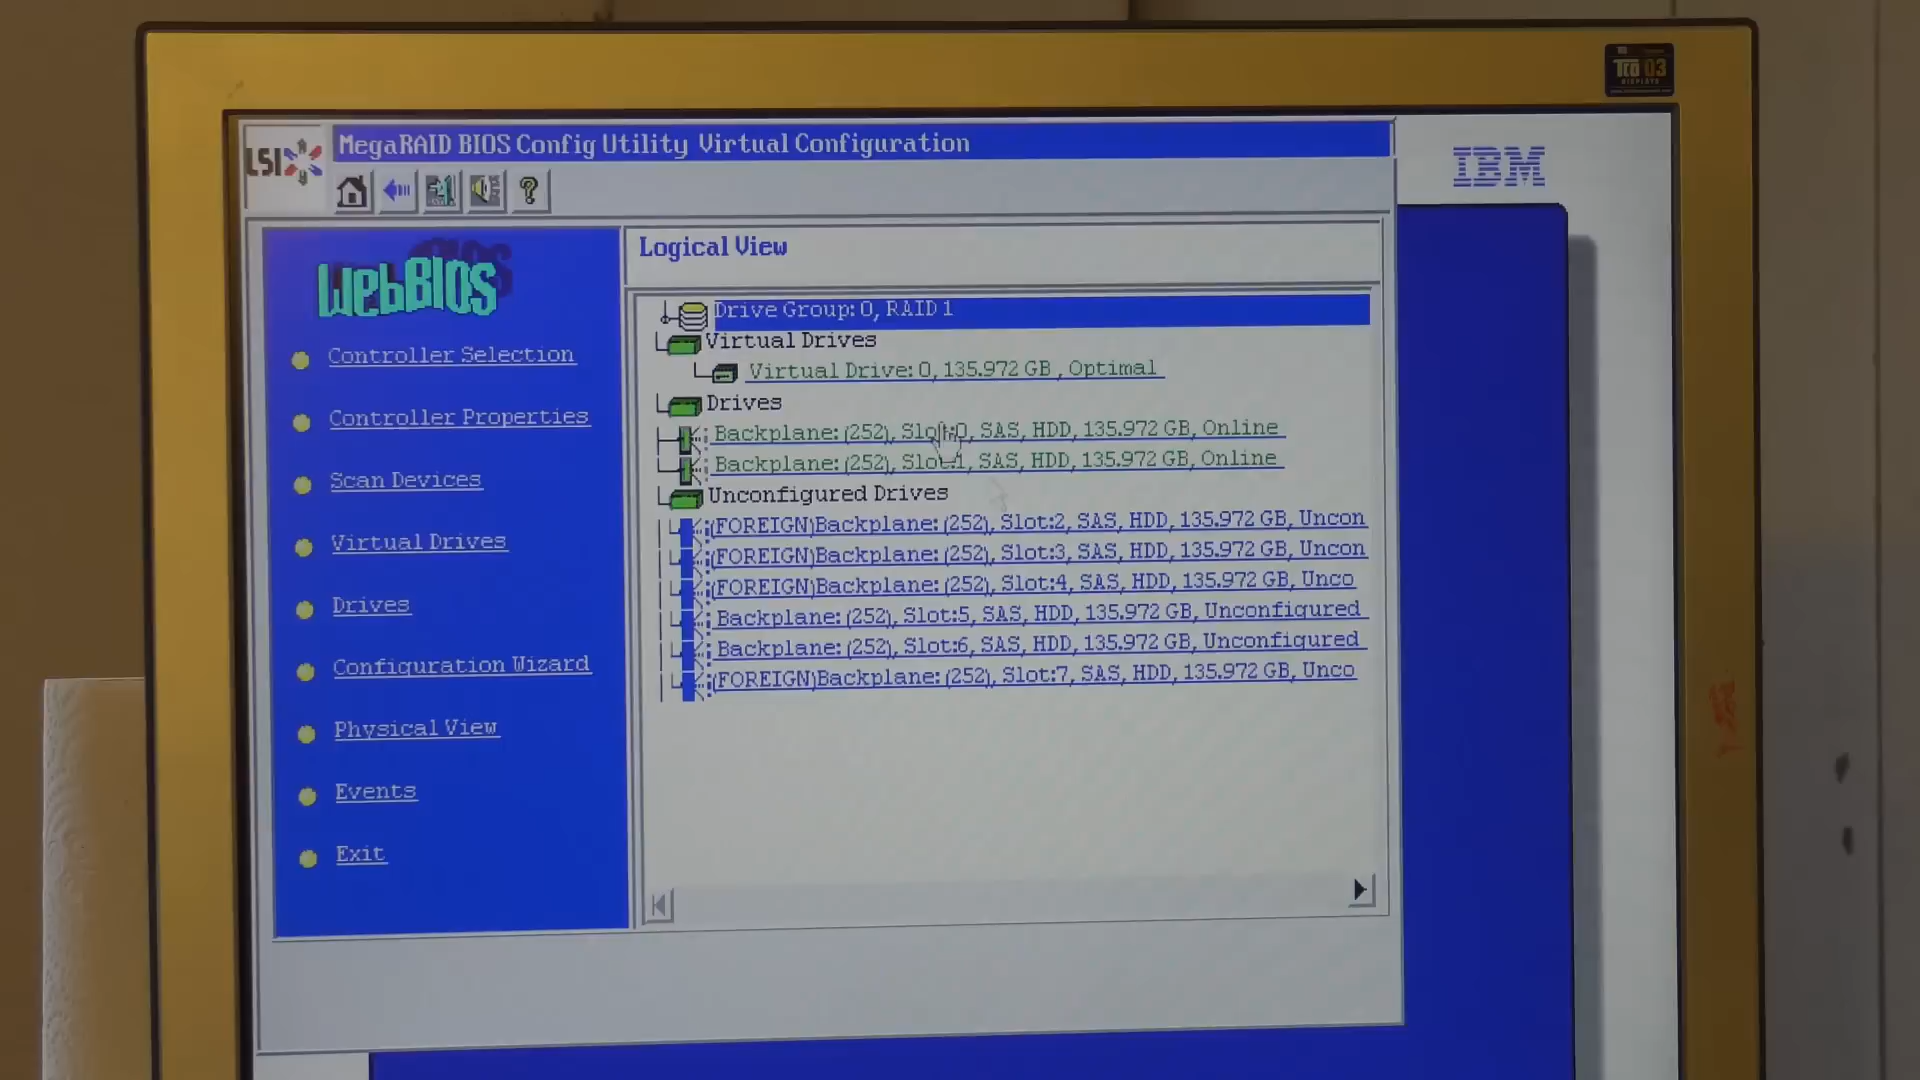 TCO 03
DISPLAYS
LSI
MegaRAID BIOS Config Utility Virtual Configuration
IBM
?
WebBIOS
Controller Selection
Controller Properties
Scan Devices
Virtual Drives
Drives
Configuration Wizard
Physical View
Events
Exit
Logical View
Drive Group: 0, RAID 1
Virtual Drives
Virtual Drive: 0, 135.972 GB , Optimal
Drives
Backplane: (252), Slot:0, SAS, HDD, 135.972 GB, Online
Backplane: (252), Slot:1, SAS, HDD, 135.972 GB, Online
Unconfigured Drives
(FOREIGN)Backplane: (252), Slot:2, SAS, HDD, 135.972 GB, Uncon
(FOREIGN)Backplane: (252), Slot:3, SAS, HDD, 135.972 GB, Uncon
(FOREIGN)Backplane: (252), Slot:4, SAS, HDD, 135.972 GB, Unco
Backplane: (252), Slot:5, SAS, HDD, 135.972 GB, Unconfigured
Backplane: (252), Slot:6, SAS, HDD, 135.972 GB, Unconfigured
(FOREIGN)Backplane: (252), Slot:7, SAS, HDD, 135.972 GB, Unco